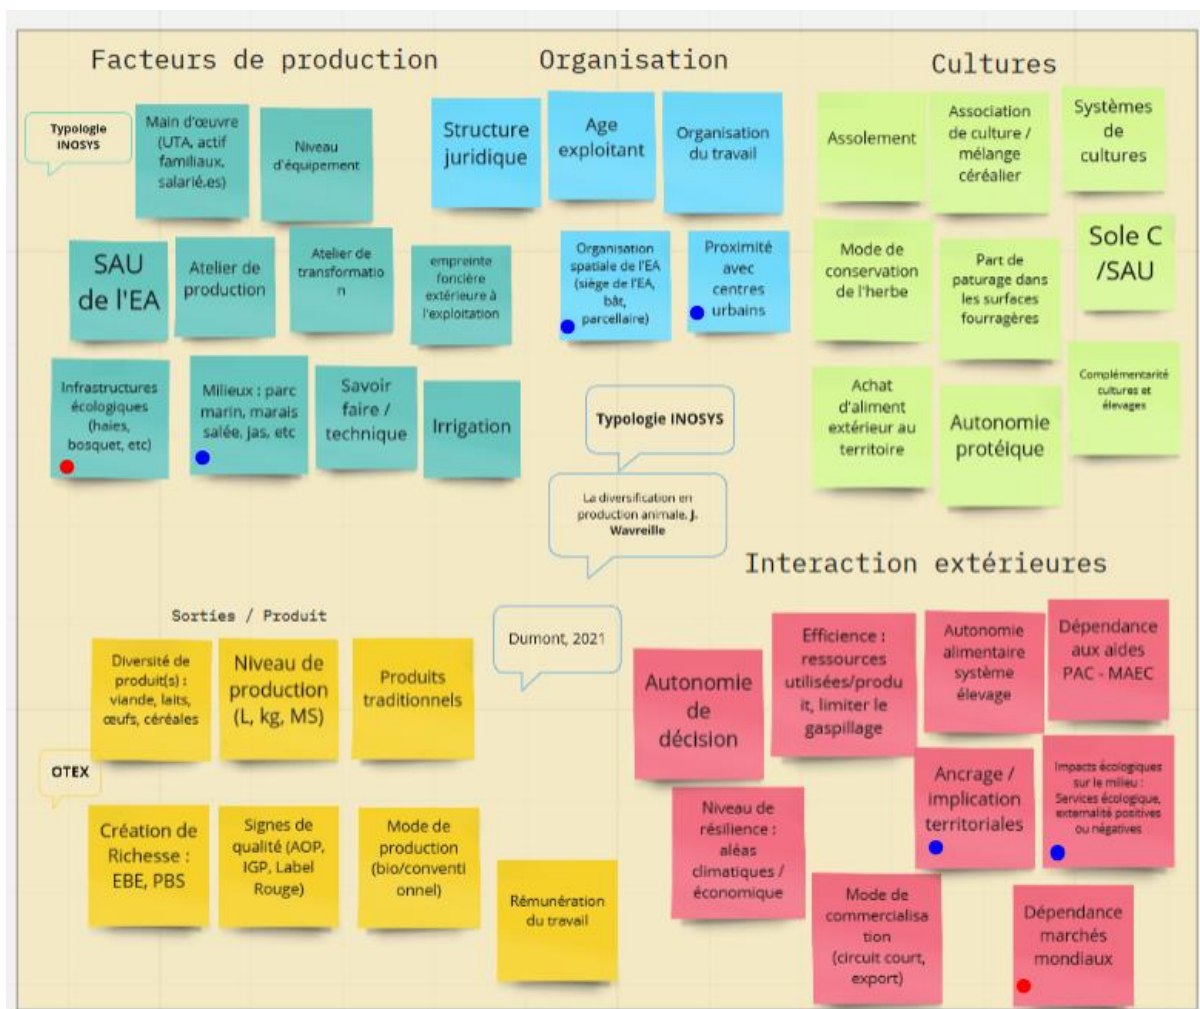 Facteurs de production
Typologie
INOSYS
Main d'œuvre
(UTA, actif
familiaux,
salarié.es)
Niveau
d'équipement
SAU
de l'EA
Atelier de
production
Atelier de
transformatio
n
empreinte
foncière
extérieure à
l'exploitation
Infrastructures
écologiques
(haies,
bosquet, etc)
Milieux : parc
marin, marais
salée, jas, etc
Savoir
faire /
technique
Irrigation
Organisation
Structure
juridique
Age
exploitant
Organisation
du travail
Organisation
spatiale de l'EA
(siège de l'EA,
bât,
parcellaire)
Proximité
avec
centres
urbains
Typologie INOSYS
La diversification en
production animale. J.
Wavreille
Cultures
Assolement
Association
de culture /
mélange
céréalier
Systèmes
de
cultures
Mode de
conservation
de l'herbe
Part de
paturage dans
les surfaces
fourragères
Sole C
/SAU
Achat
d'aliment
extérieur au
territoire
Autonomie
protéique
Complémentarité
cultures et
élevages
Sorties / Produit
Diversité de
produit(s) :
viande, laits,
œufs, céréales
Niveau de
production
(L, kg, MS)
Produits
traditionnels
Dumont, 2021
OTEX
Création de
Richesse :
EBE, PBS
Signes de
qualité (AOP,
IGP, Label
Rouge)
Mode de
production
(bio/conventi
onnel)
Rémunération
du travail
Interaction extérieures
Autonomie
de
décision
Efficience :
ressources
utilisées/produ
it, limiter le
gaspillage
Autonomie
alimentaire
système
élevage
Dépendance
aux aides
PAC - MAEC
Niveau de
résilience :
aléas
climatiques /
économique
Ancrage /
implication
territoriales
Impacts écologiques
sur le milieu :
Services écologique,
externalité positives
ou négatives
Mode de
commercialisa
tion
(circuit court,
export)
Dépendance
marchés
mondiaux